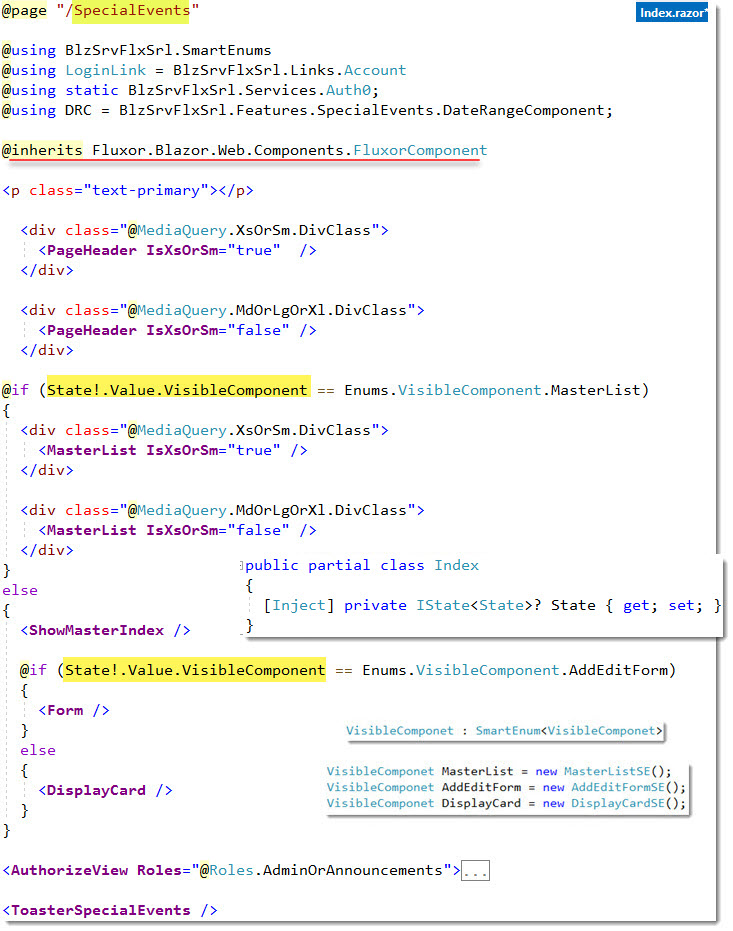 @page "/SpecialEvents"
Index.razor*
@using BlzSrvFlxSrl.SmartEnums
@using LoginLink = BlzSrvFlxSrl.Links.Account
@using static BlzSrvFlxSrl.Services.Auth0;
@using DRC = BlzSrvFlxSrl.Features.SpecialEvents.DateRangeComponent;
@inherits Fluxor.Blazor.Web.Components.FluxorComponent
<p class="text-primary"></p>
<div class="@MediaQuery.XsOrSm.DivClass">
<PageHeader IsXsOrSm="true"  />
</div>
<div class="@MediaQuery.MdOrLgOrXl.DivClass">
<PageHeader IsXsOrSm="false" />
</div>
@if (State!.Value.VisibleComponent == Enums.VisibleComponent.MasterList)
{
<div class="@MediaQuery.XsOrSm.DivClass">
<MasterList IsXsOrSm="true" />
</div>
<div class="@MediaQuery.MdOrLgOrXl.DivClass">
<MasterList IsXsOrSm="false" />
</div>
}
else
{
<ShowMasterIndex />
public partial class Index
{
[Inject] private IState<State>? State { get; set; }
}
@if (State!.Value.VisibleComponent == Enums.VisibleComponent.AddEditForm)
{
<Form />
}
else
{
<DisplayCard />
}
}
VisibleComponet : SmartEnum<VisibleComponet>
VisibleComponet MasterList = new MasterListSE();
VisibleComponet AddEditForm = new AddEditFormSE();
VisibleComponet DisplayCard = new DisplayCardSE();
<AuthorizeView Roles="@Roles.AdminOrAnnouncements">...
<ToasterSpecialEvents />